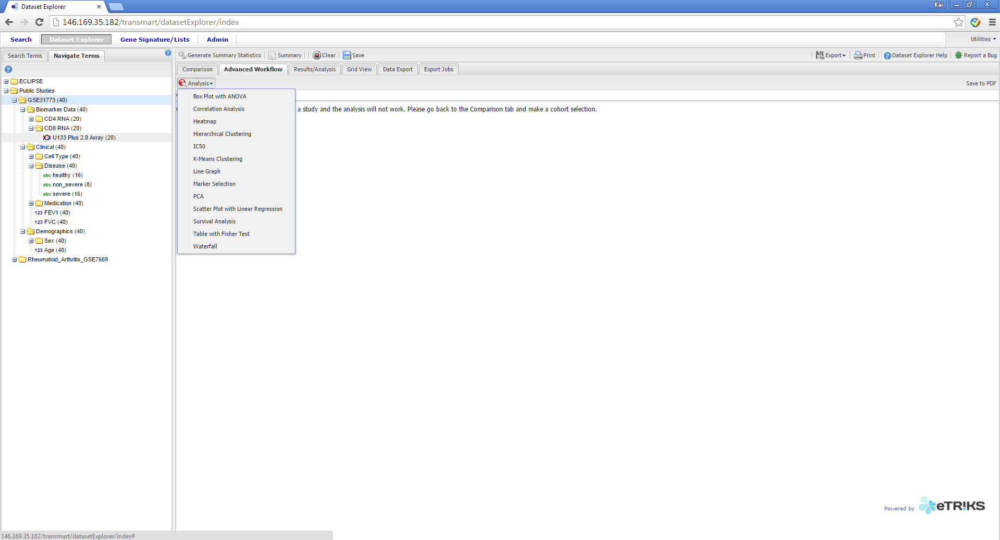 Dataset Explorer
Kai
146.169.35.182/transmart/datasetExplorer/index
Search Dataset Explorer Gene Signature/Lists Admin
Utilities
Search Terms Navigate Terms
Generate Summary Statistics Summary Clear Save
Export Print Dataset Explorer Help Report a Bug
Comparison Advanced Workflow Results/Analysis Grid View Data Export Export Jobs
Analysis
Save to PDF
ECLIPSE
Public Studies
GSE31773 (40)
Biomarker Data (40)
CD4 RNA (20)
CD8 RNA (20)
U133 Plus 2.0 Array (20)
Clinical (40)
Cell Type (40)
Disease (40)
abc healthy (16)
abc non_severe (8)
abc severe (16)
Medication (40)
123 FEV1 (40)
123 FVC (40)
Demographics (40)
Sex (40)
123 Age (40)
Rheumatoid_Arthritis_GSE7669
Box Plot with ANOVA
Correlation Analysis
Heatmap
Hierarchical Clustering
IC50
K-Means Clustering
Line Graph
Marker Selection
PCA
Scatter Plot with Linear Regression
Survival Analysis
Table with Fisher Test
Waterfall
a study and the analysis will not work. Please go back to the Comparison tab and make a cohort selection.
Powered by eTRIKS
146.169.35.182/transmart/datasetExplorer/index#